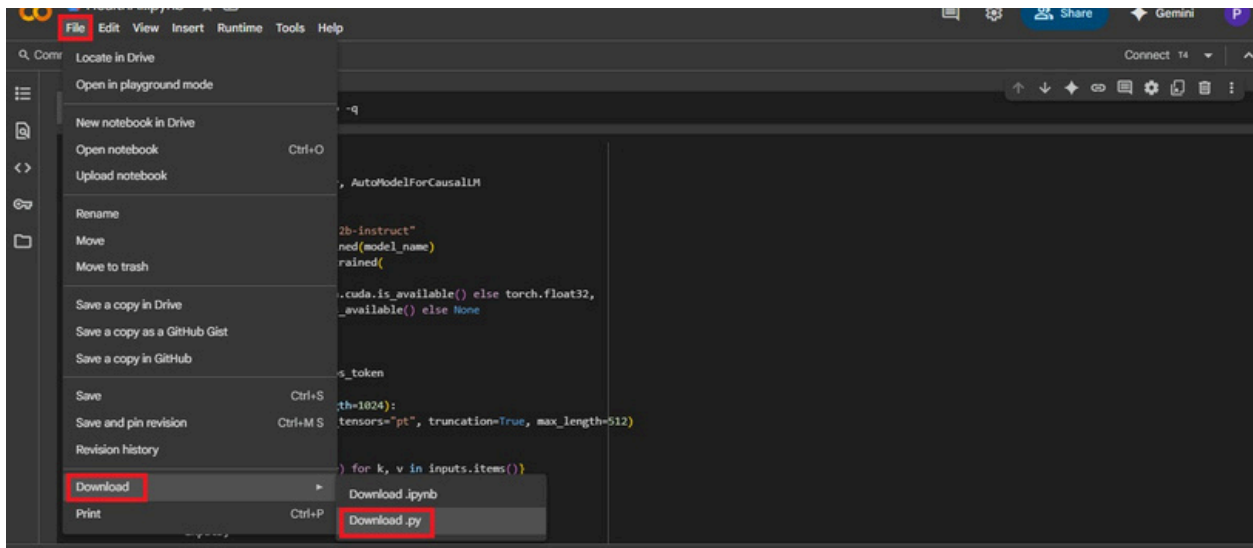 Share
Gemini
P
File Edit View Insert Runtime Tools Help
Connect T4
Locate in Drive
Open in playground mode
-q
New notebook in Drive
Open notebook Ctrl+O
Upload notebook
, AutoModelForCausalLM
Rename
2b-instruct"
Move
ned(model_name)
Move to trash
rained(
.cuda.is_available() else torch.float32,
Save a copy in Drive
_available() else None
Save a copy as a GitHub Gist
Save a copy in GitHub
s_token
Save Ctrl+S
th=1024):
Save and pin revision Ctrl+M S
tensors="pt", truncation=True, max_length=512)
Revision history
) for k, v in inputs.items()}
Download
Download .ipynb
Print Ctrl+P
Download .py